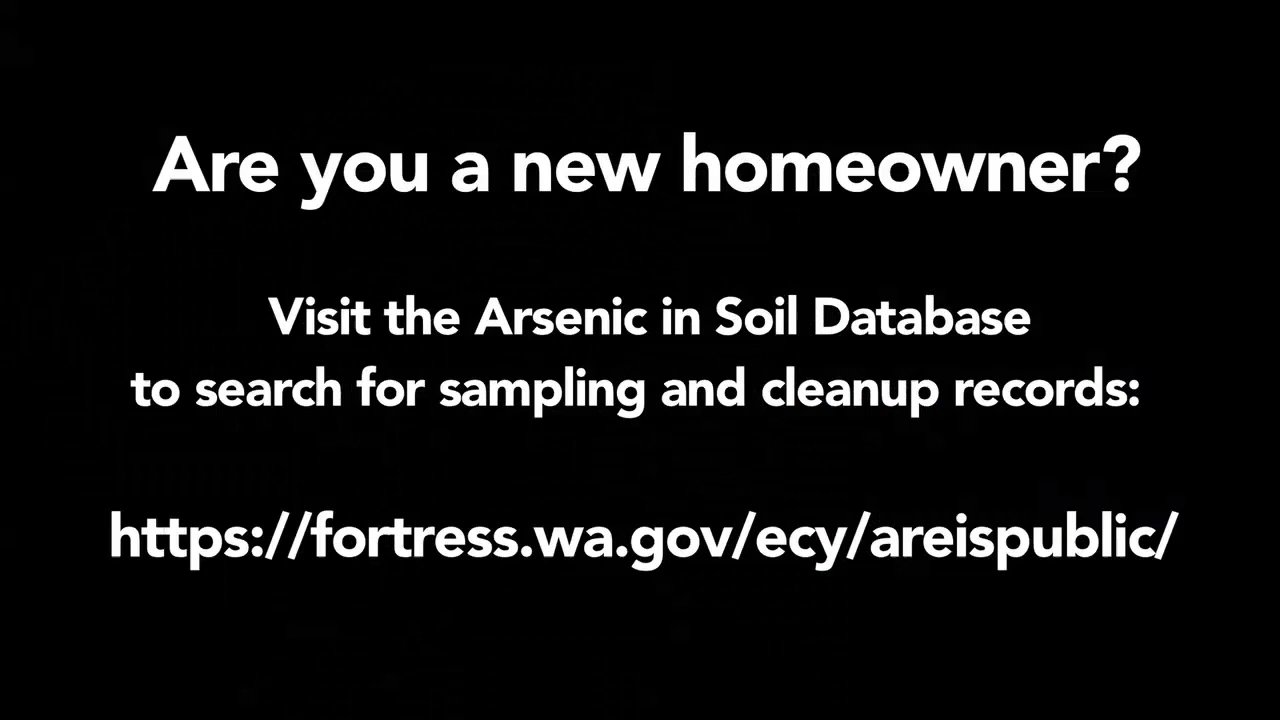 Are you a new homeowner?
Visit the Arsenic in Soil Database
to search for sampling and cleanup records:
https://fortress.wa.gov/ecy/areispublic/